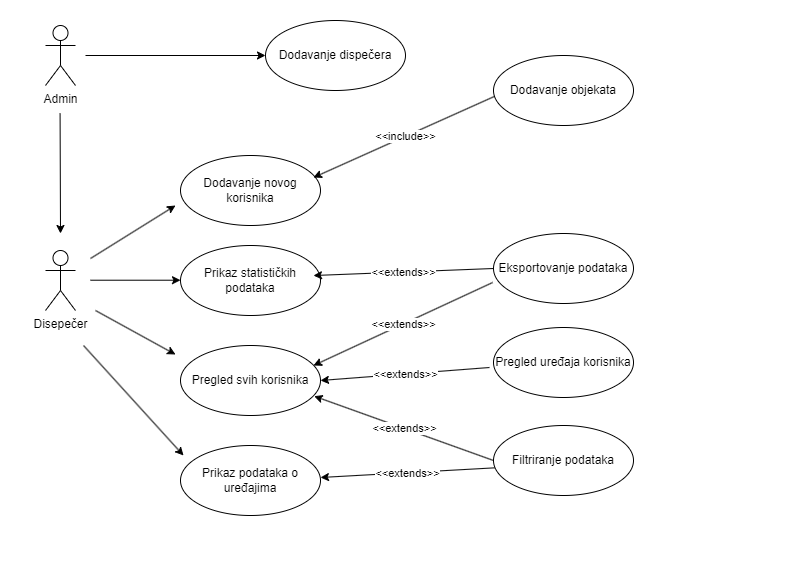 Dodavanje dispečera
Admin
Dodavanje objekata
<<include>>
Dodavanje novog
korisnika
Prikaz statističkih
podataka
<<extends>>
Eksportovanje podataka
Disepečer
<<extends>>
Pregled svih korisnika
<<extends>>
Pregled uređaja korisnika
<<extends>>
Filtriranje podataka
Prikaz podataka o
uređajima
<<extends>>